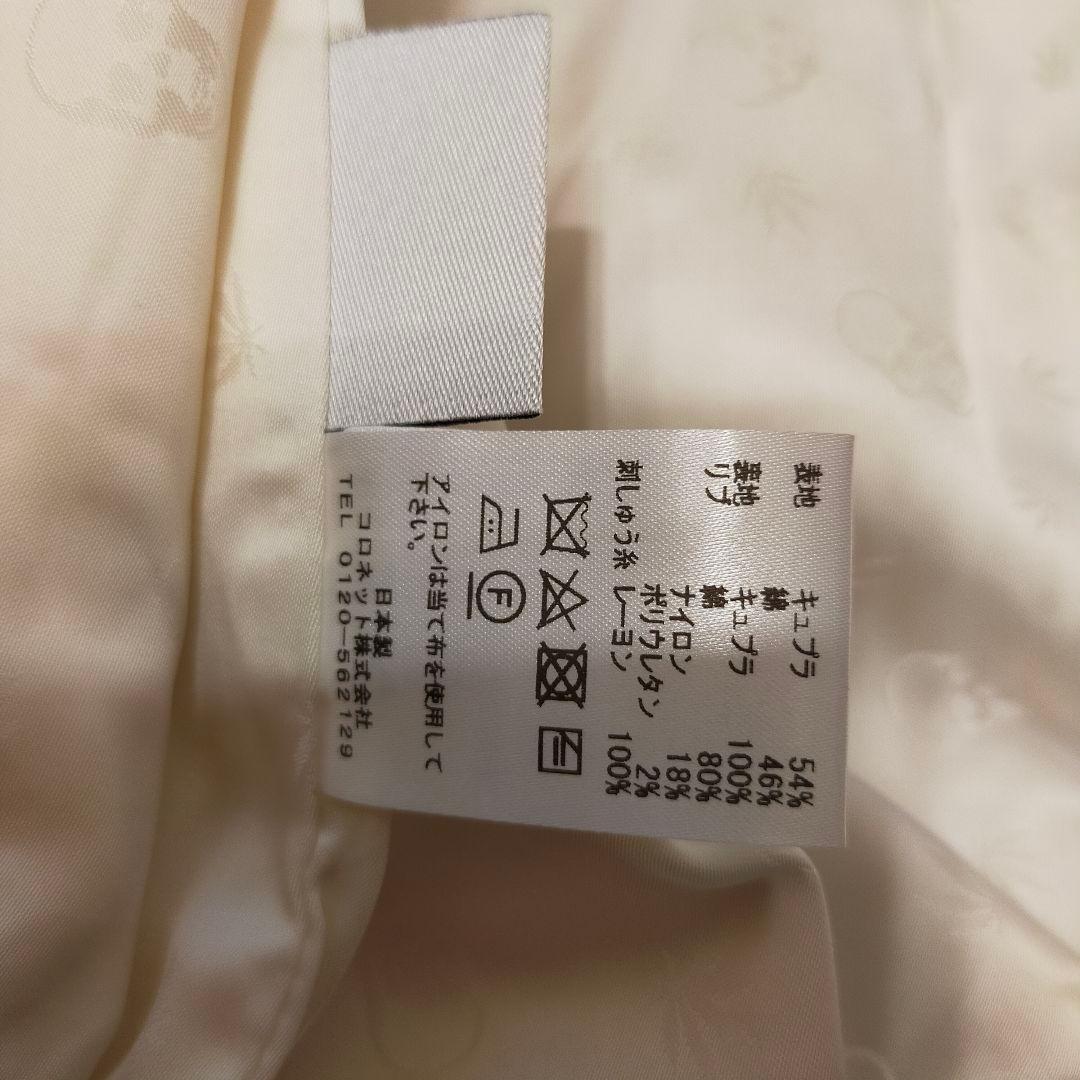 表地 キュプラ 54%
綿 46%
裏地 キュプラ 100%
リブ 綿 80%
ナイロン 18%
ポリウレタン 2%
刺しゅう糸 レーヨン 100%
F
アイロンは当て布を使用して
下さい。
日本製
コロネット株式会社
TEL 0120-562129